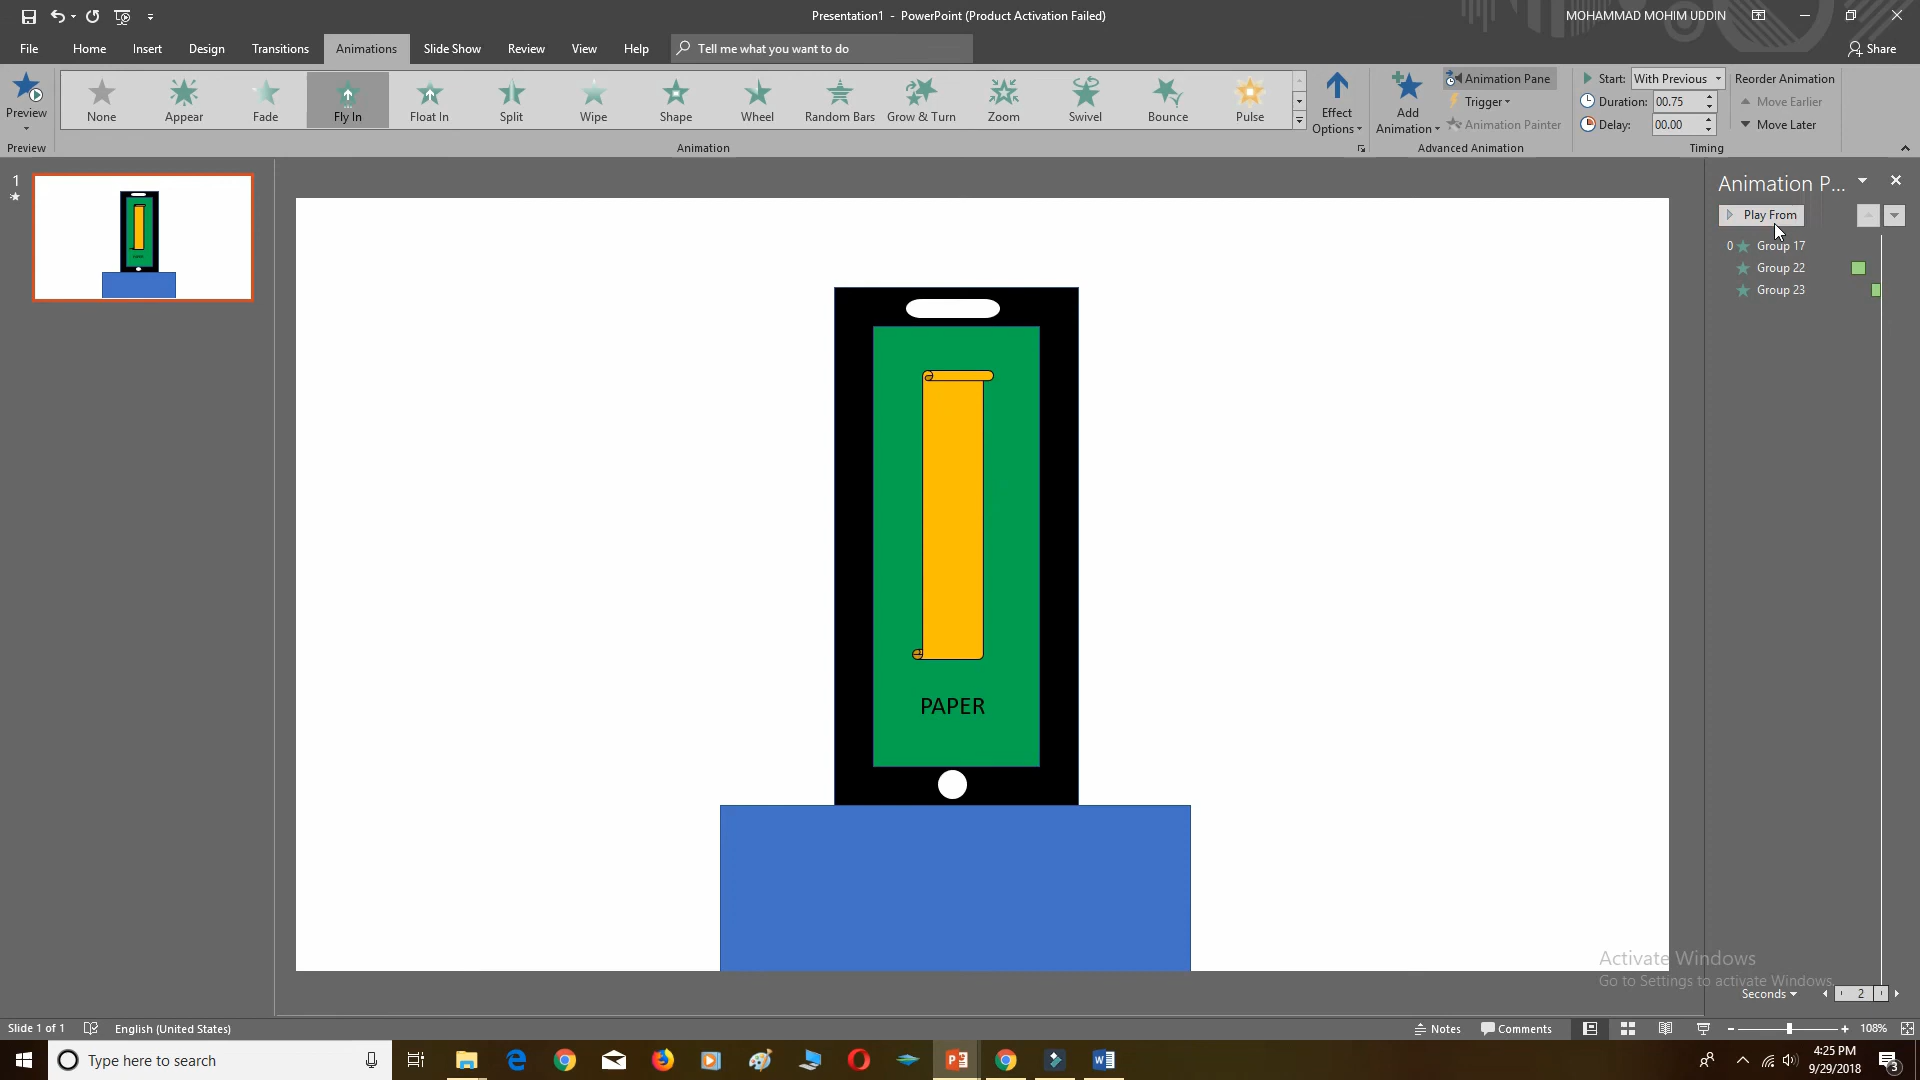 Presentation1 - PowerPoint (Product Activation Failed)
MOHAMMAD MOHIM UDDIN
File Home Insert Design Transitions Animations Slide Show Review View Help Tell me what you want to do Share
Preview
None Appear Fade Fly In Float In Split Wipe Shape Wheel Random Bars Grow & Turn Zoom Swivel Bounce Pulse
Effect Options
Add Animation
Animation Pane
Trigger
Animation Painter
Start: With Previous
Duration: 00.75
Delay: 00.00
Reorder Animation
Move Earlier
Move Later
Preview
Animation
Advanced Animation
Timing
1
Animation P...
Play From
0 Group 17
Group 22
Group 23
PAPER
PAPER
Activate Windows
Go to Settings to activate Windows.
Seconds 2
Slide 1 of 1 English (United States) Notes Comments 108%
Type here to search
4:25 PM
9/29/2018
3